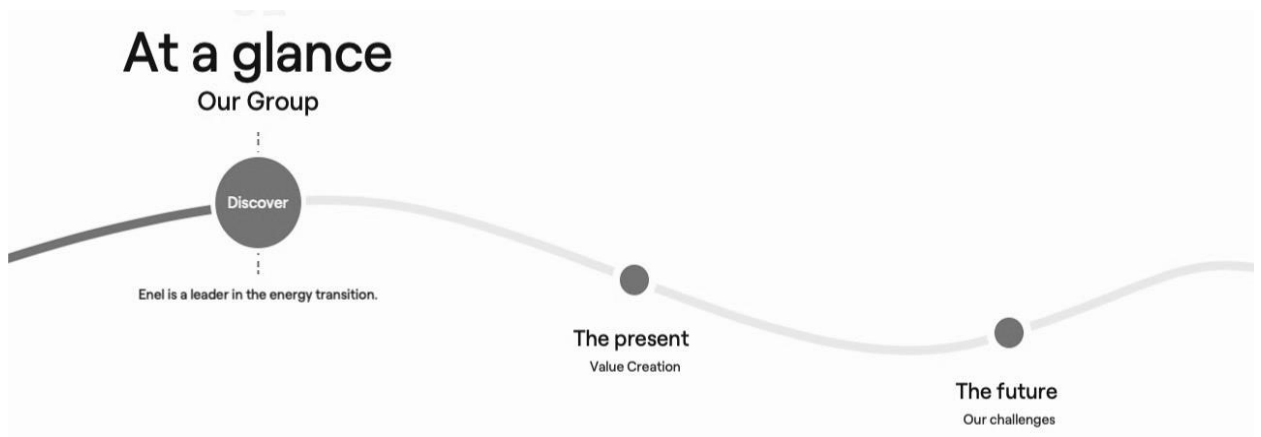 At a glance
Our Group
Discover
Enel is a leader in the energy transition.
The present
Value Creation
The future
Our challenges